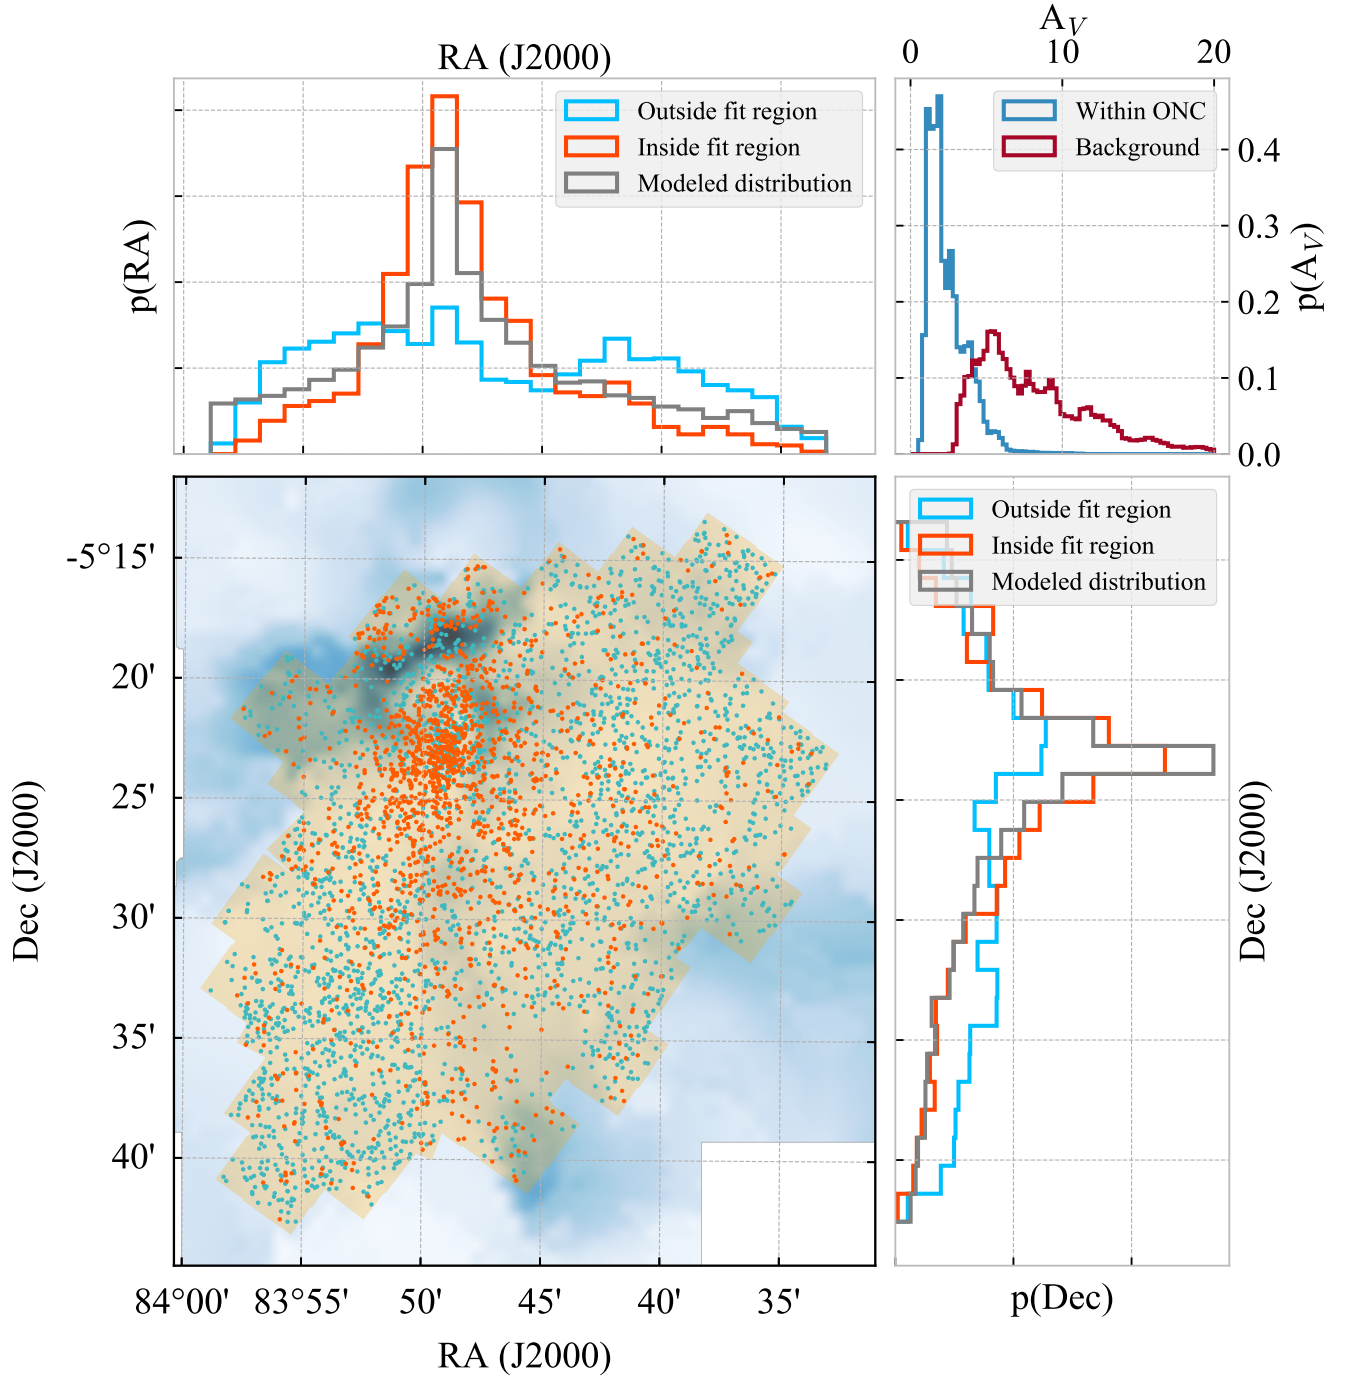 RA (J2000)
p(RA)
Outside fit region
Inside fit region
Modeled distribution
A_V
0 10 20
Within ONC
Background
0.4
0.3
0.2
0.1
0.0
p(A_V)
-5°15'
20'
25'
30'
35'
40'
Dec (J2000)
84°00' 83°55' 50' 45' 40' 35'
RA (J2000)
Outside fit region
Inside fit region
Modeled distribution
p(Dec)
Dec (J2000)